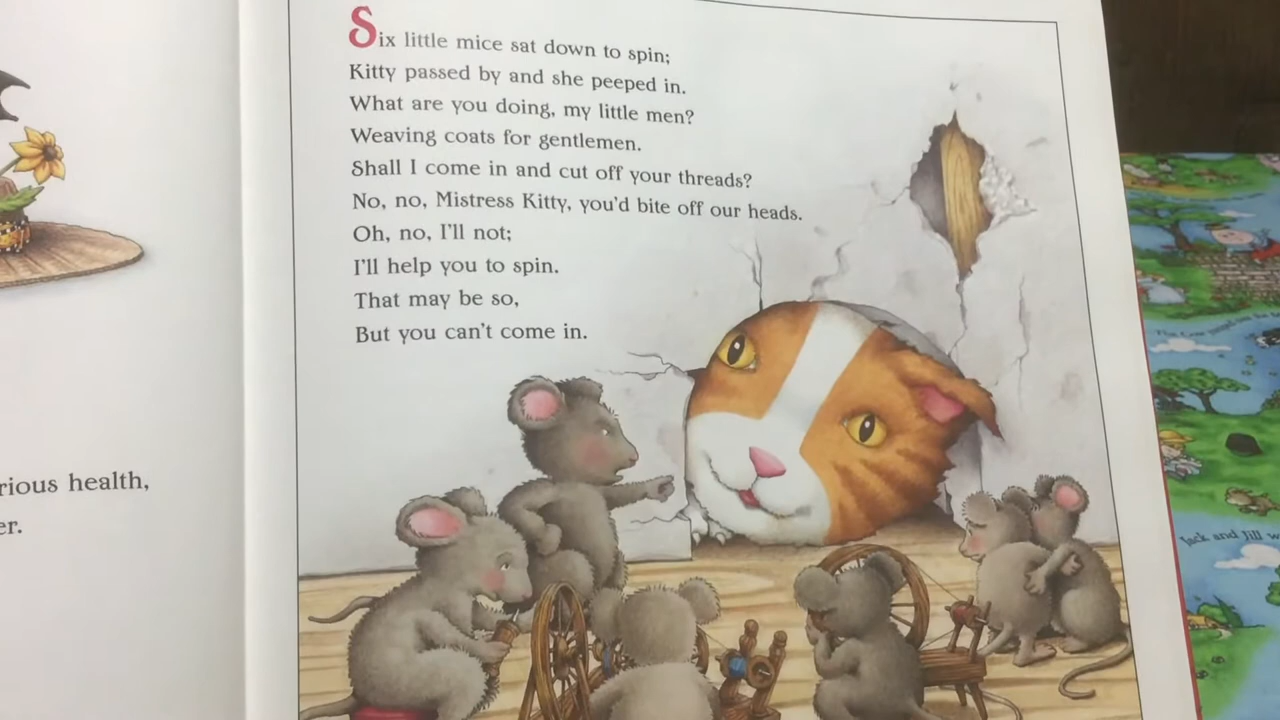 Six little mice sat down to spin;
Kitty passed by and she peeped in.
What are you doing, my little men?
Weaving coats for gentlemen.
Shall I come in and cut off your threads?
No, no, Mistress Kitty, you'd bite off our heads.
Oh, no, I'll not;
I'll help you to spin.
That may be so,
But you can't come in.
rious health,
er.
Jack and Jill w